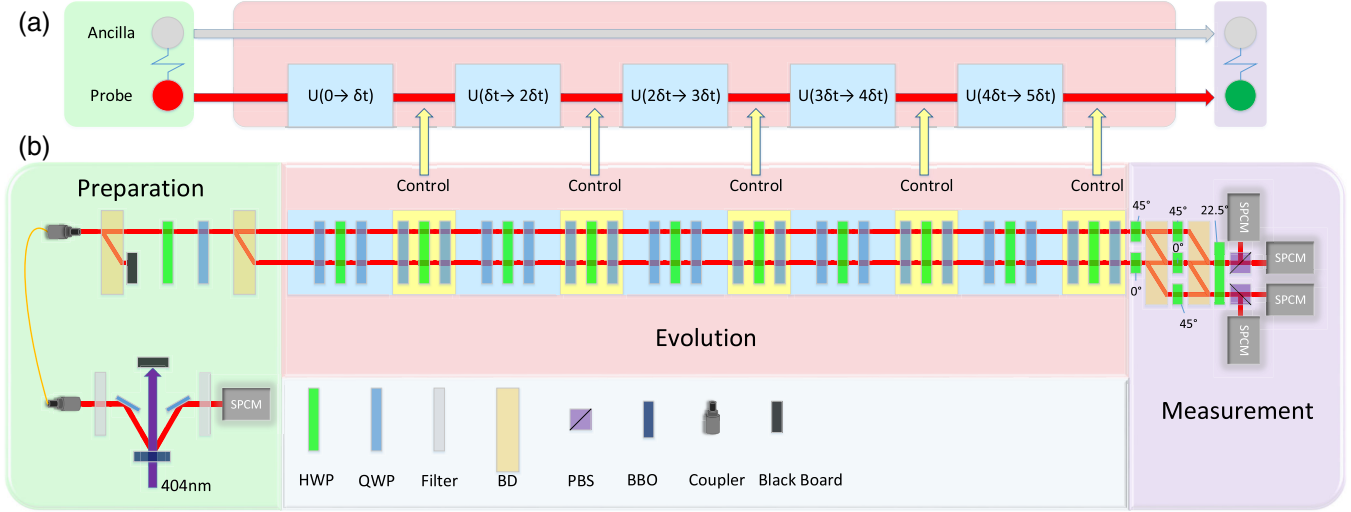 (a)
Ancilla
Probe
U(0→ δt)
U(δt→ 2δt)
U(2δt→ 3δt)
U(3δt→ 4δt)
U(4δt→ 5δt)
(b)
Preparation
Control
Control
Control
Control
Control
45°
45°
22.5°
0°
0°
45°
SPCM
SPCM
SPCM
SPCM
Evolution
Measurement
SPCM
404nm
HWP
QWP
Filter
BD
PBS
BBO
Coupler
Black Board